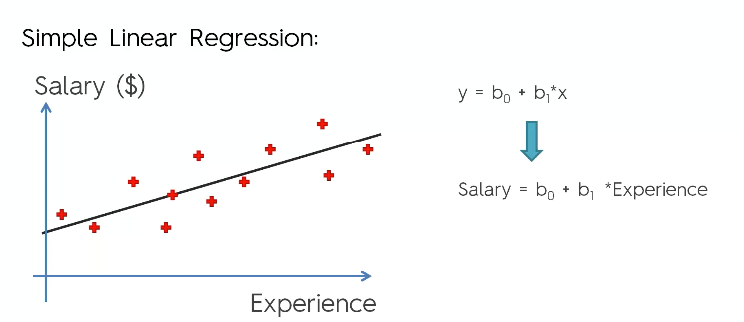 Simple Linear Regression:
Salary ($)
Experience
y = b₀ + b₁*x
Salary = b₀ + b₁ *Experience